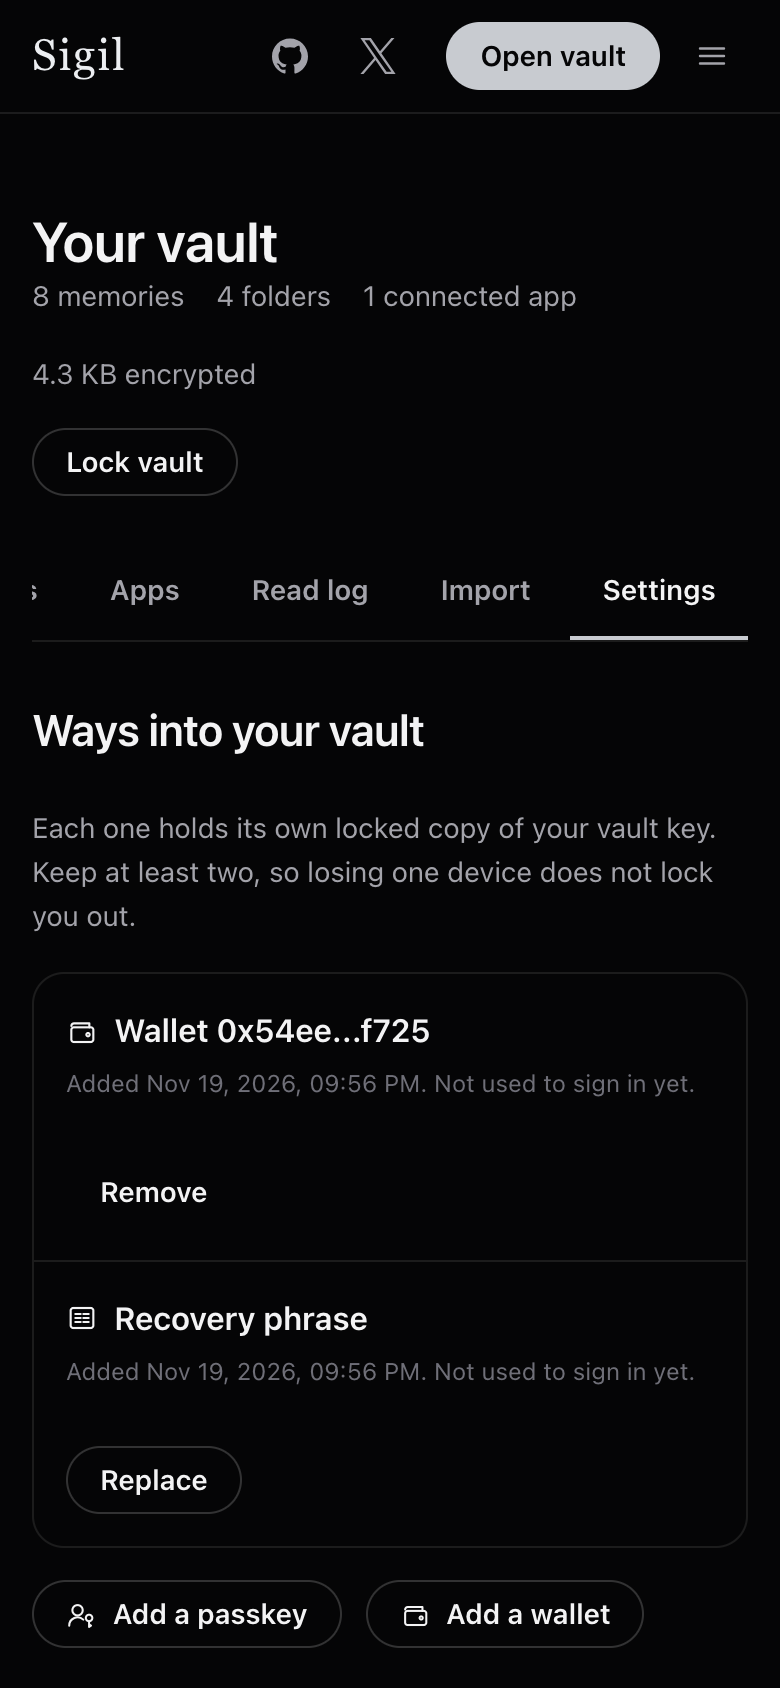 Sigil
Open vault
Your vault
8 memories 4 folders 1 connected app
4.3 KB encrypted
Lock vault
s Apps Read log Import Settings
Ways into your vault
Each one holds its own locked copy of your vault key.
Keep at least two, so losing one device does not lock
you out.
Wallet 0x54ee...f725
Added Nov 19, 2026, 09:56 PM. Not used to sign in yet.
Remove
Recovery phrase
Added Nov 19, 2026, 09:56 PM. Not used to sign in yet.
Replace
Add a passkey Add a wallet